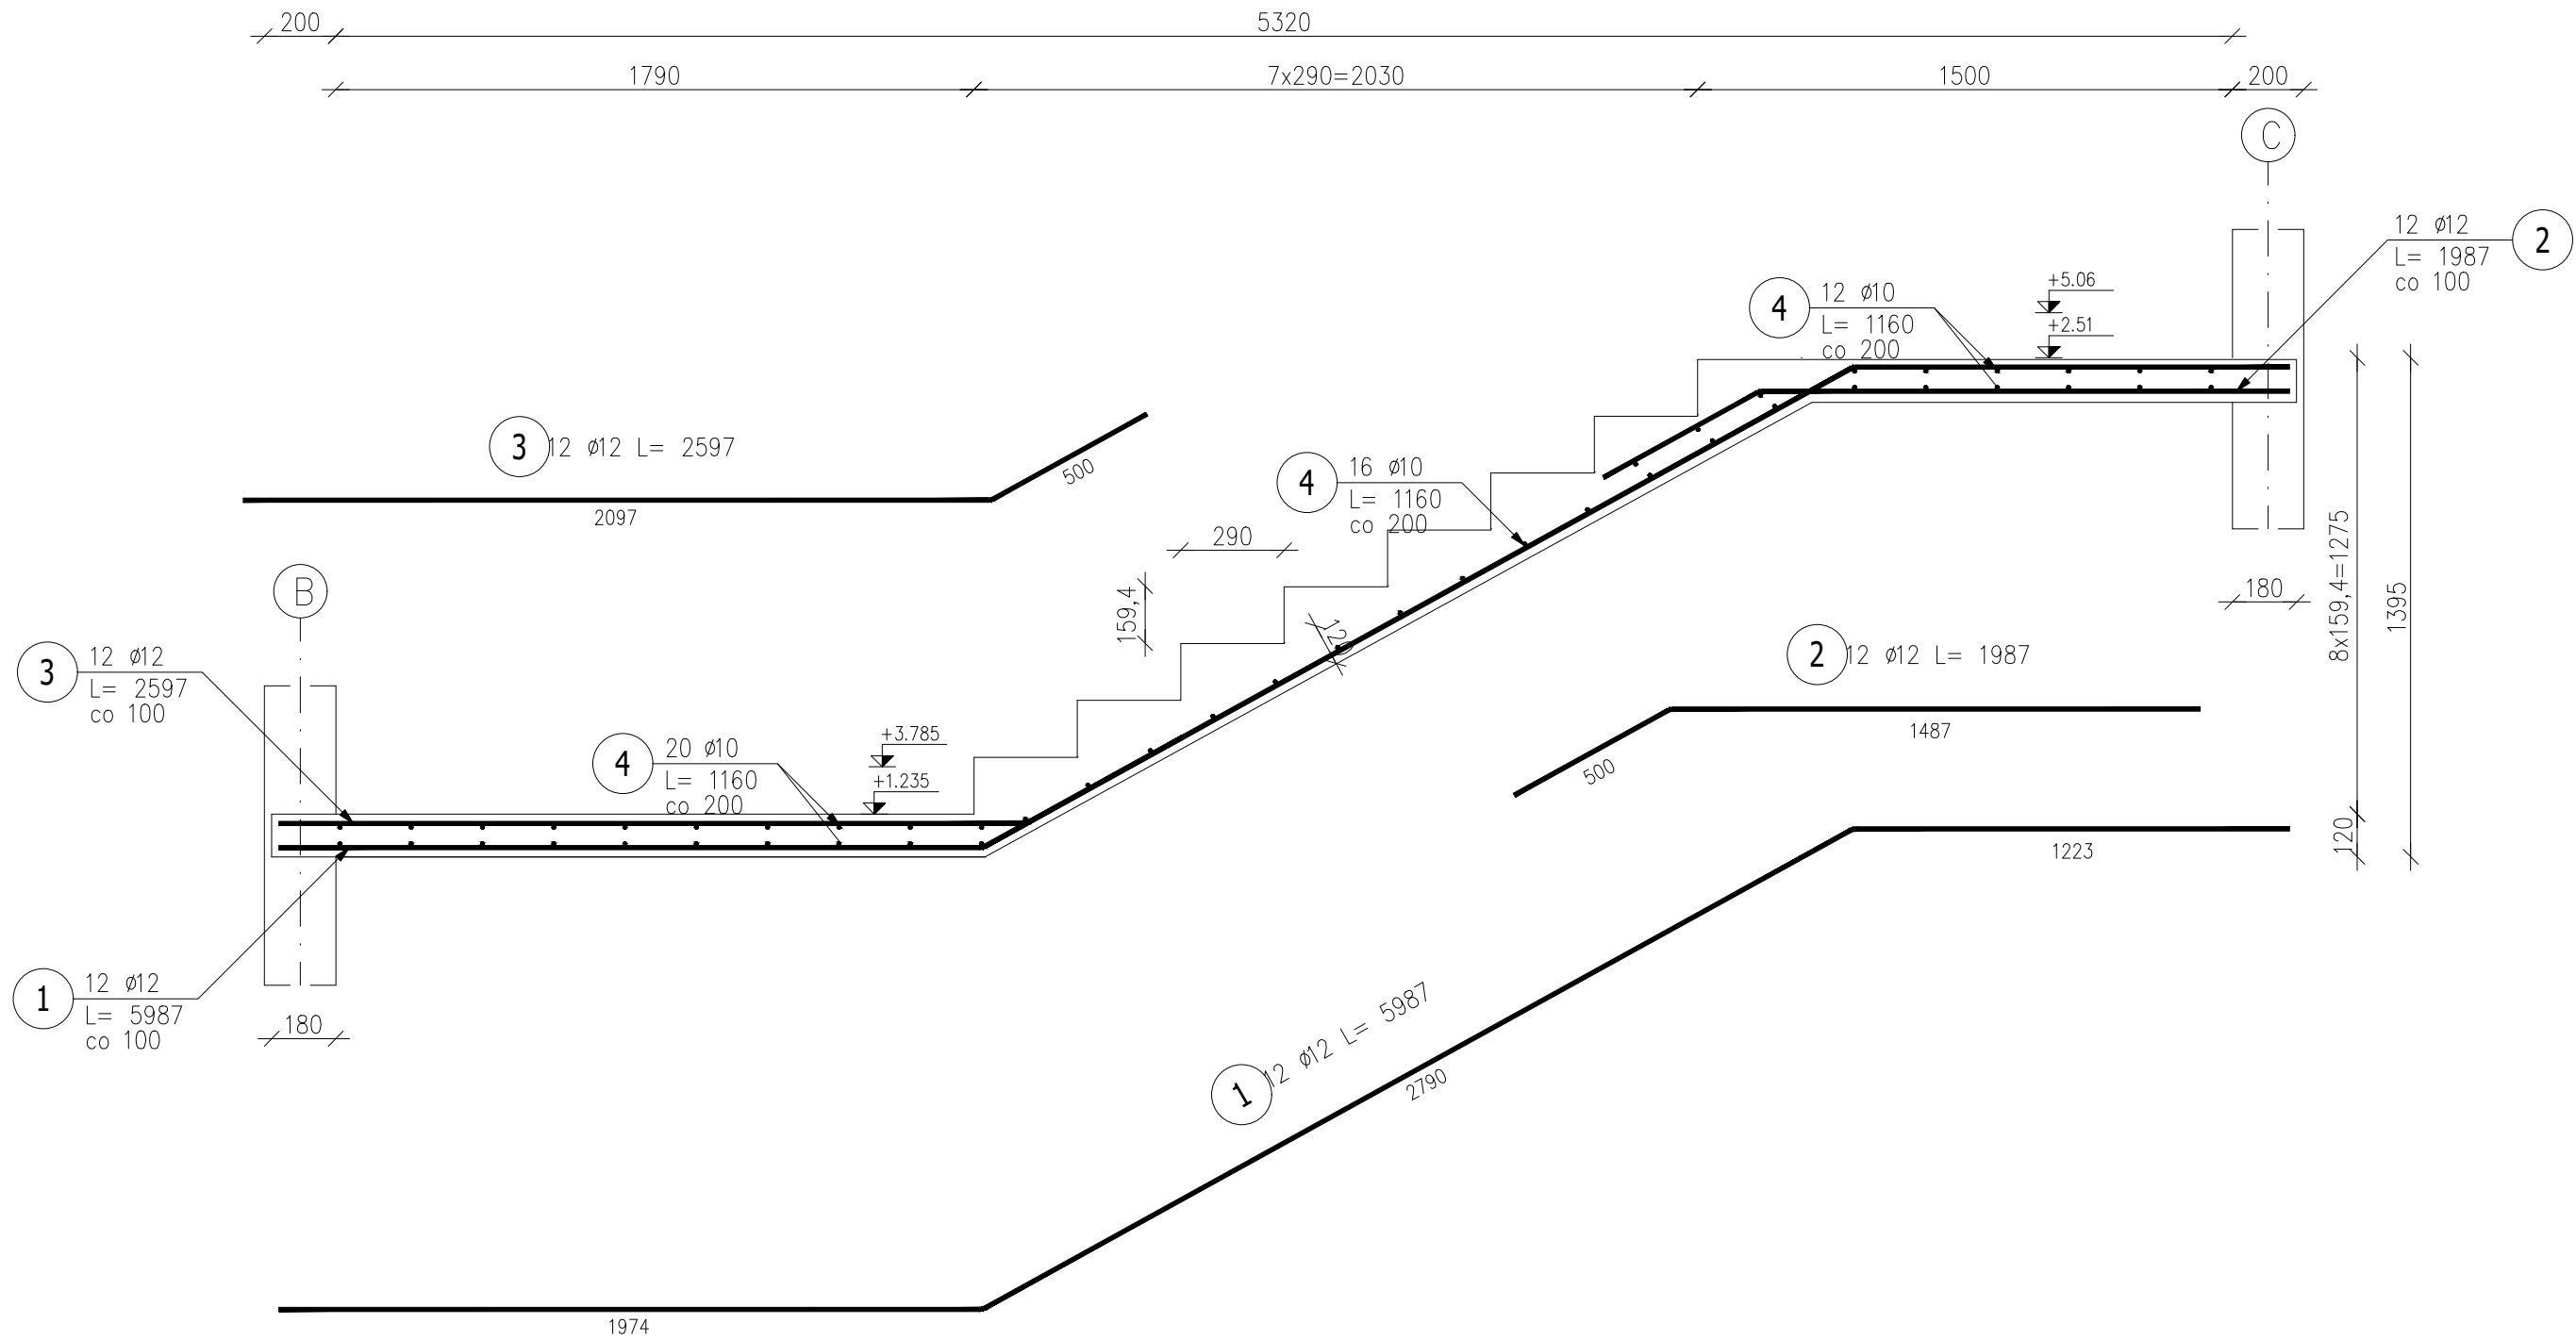 200
5320
1790
7x290=2030
1500
200
C
12 ø12
L= 1987
co 100
2
4
12 ø10
L= 1160
co 200
+5.06
+2.51
3
12 ø12 L= 2597
500
2097
4
16 ø10
L= 1160
co 200
290
159,4
120
B
180
8x159,4=1275
1395
120
3
12 ø12
L= 2597
co 100
4
20 ø10
L= 1160
co 200
+3.785
+1.235
2
12 ø12 L= 1987
1487
500
1223
1
12 ø12
L= 5987
co 100
180
1
12 ø12 L= 5987
2790
1974